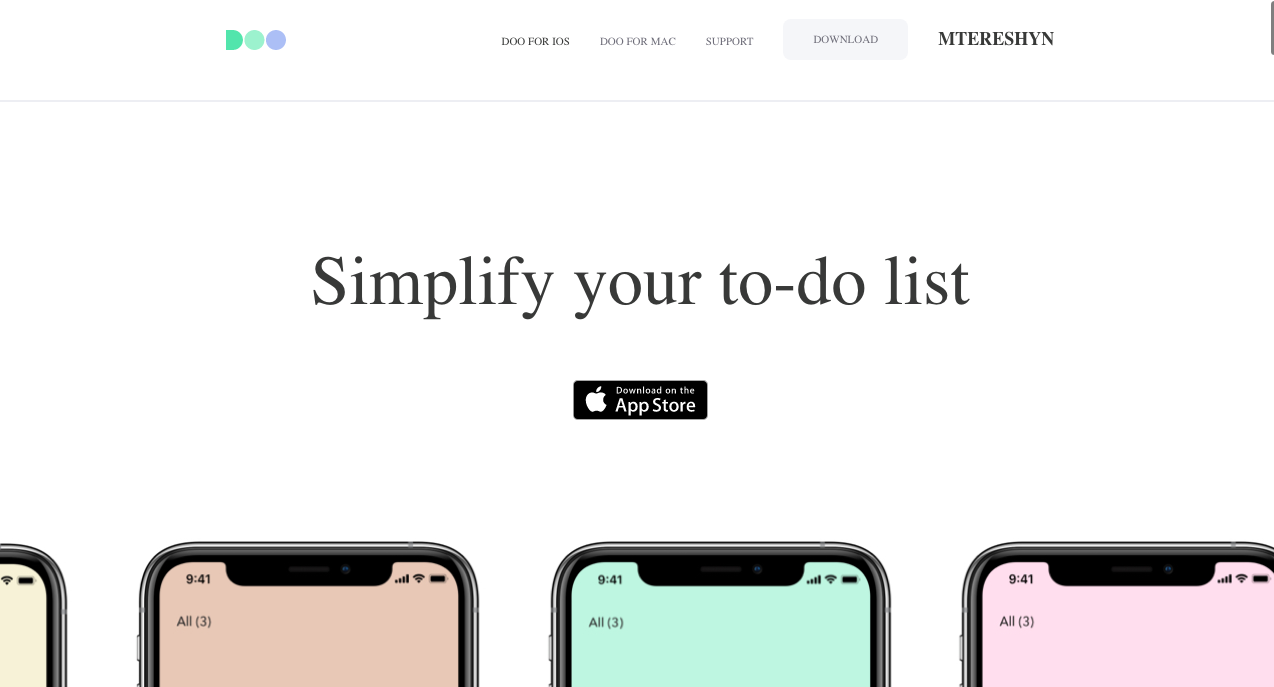 DOO FOR IOS
DOO FOR MAC
SUPPORT
DOWNLOAD
MTERESHYN
Simplify your to-do list
Download on the
App Store
9:41
9:41
9:41
All (3)
All (3)
All (3)